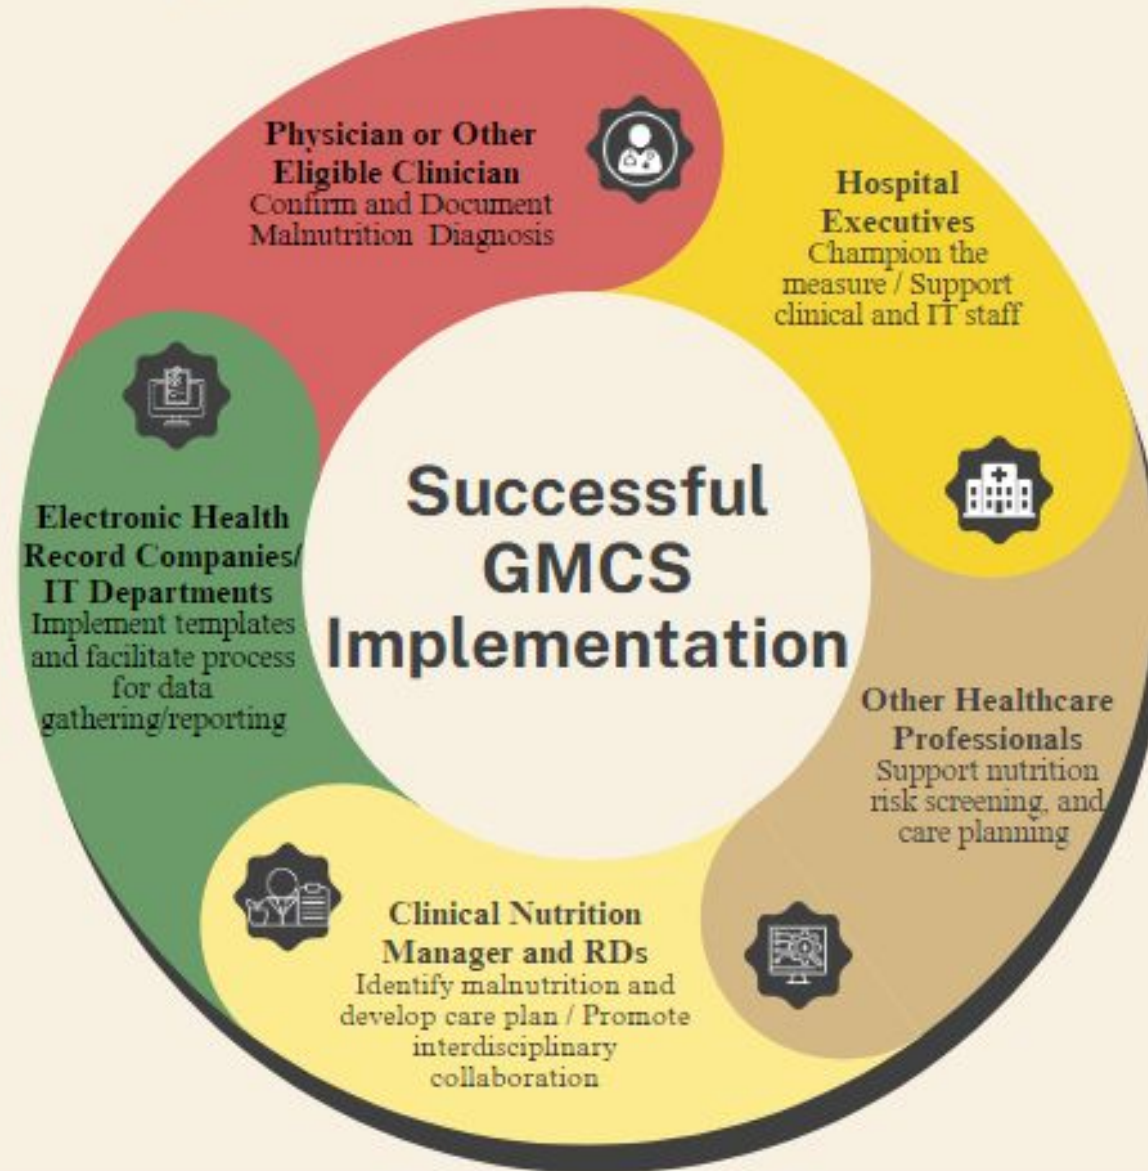 Physician or Other
Eligible Clinician
Confirm and Document
Malnutrition Diagnosis
Hospital
Executives
Champion the
measure / Support
clinical and IT staff
Other Healthcare
Professionals
Support nutrition
risk screening, and
care planning
Clinical Nutrition
Manager and RDs
Identify malnutrition and
develop care plan / Promote
interdisciplinary
collaboration
Electronic Health
Record Companies/
IT Departments
Implement templates
and facilitate process
for data
gathering/reporting
Successful
GMCS
Implementation